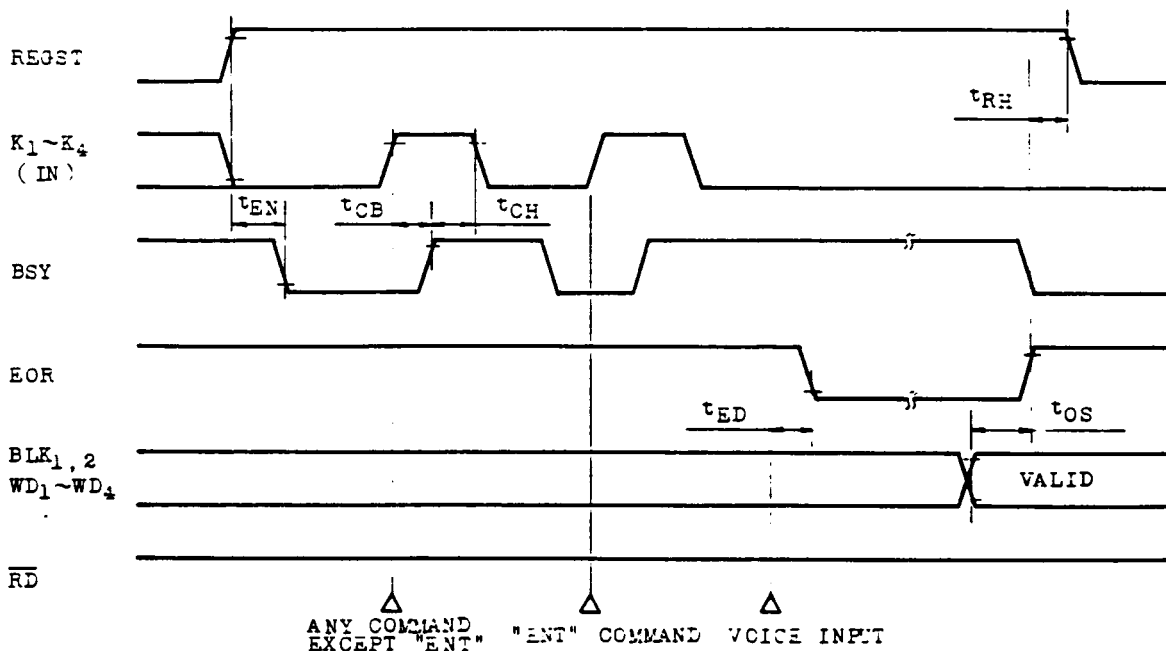 REGST
tRH
K1~K4
(IN)
tEN
tCB
tCH
BSY
EOR
tED
tOS
BLK1,2
WD1~WD4
VALID
RD
ANY COMMAND
EXCEPT "ENT"
"ENT" COMMAND
VOICE INPUT